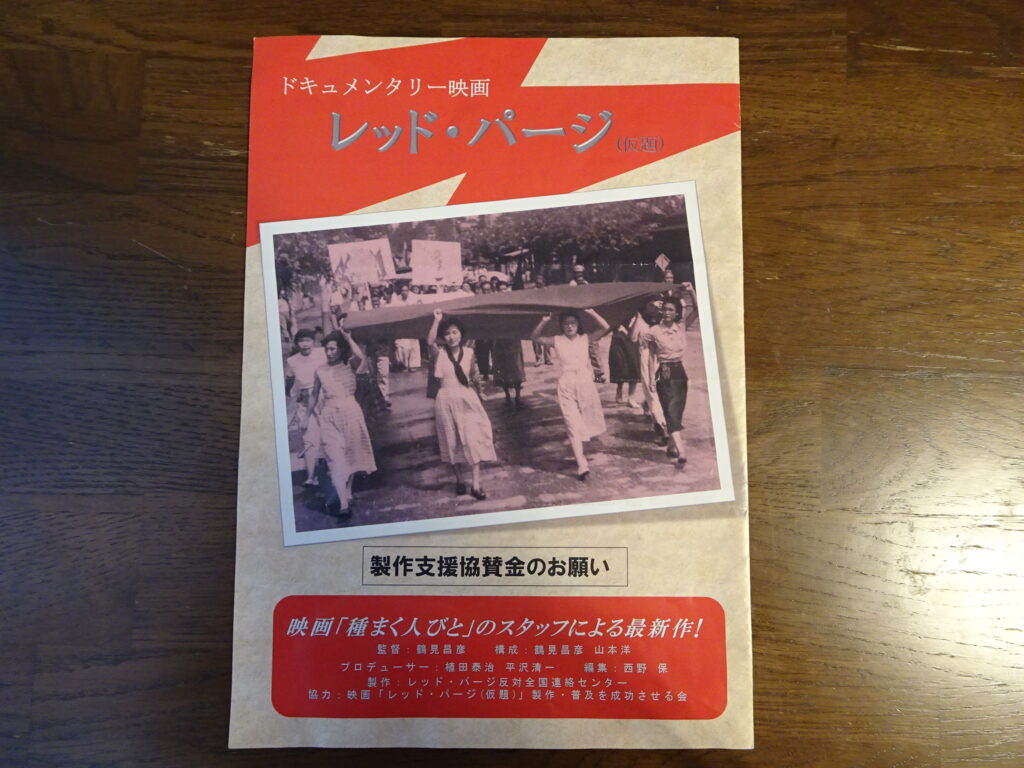 ドキュメンタリー映画
レッド・パージ(仮題)
製作支援協賛金のお願い
映画「種まく人びと」のスタッフによる最新作!
監督:鶴見昌彦　構成:鶴見昌彦 山本洋
プロデューサー:植田泰治 平沢清一　編集:西野 保
製作:レッド・パージ反対全国連絡センター
協力:映画「レッド・パージ(仮題)」製作・普及を成功させる会